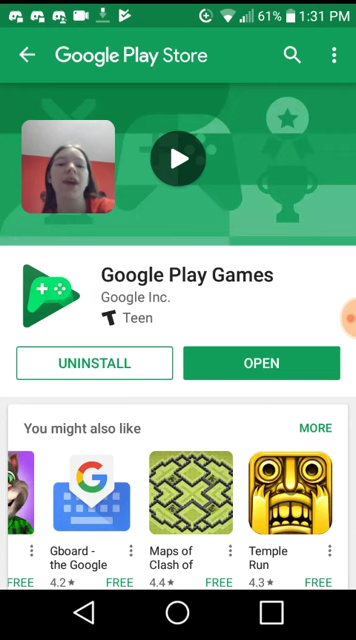 61% 1:31 PM
Google Play Store
Google Play Games
Google Inc.
T Teen
UNINSTALL
OPEN
You might also like
MORE
G
Gboard -
the Google
Maps of
Clash of
Temple
Run
FREE
4.2★ FREE
4.4★ FREE
4.3★ FREE